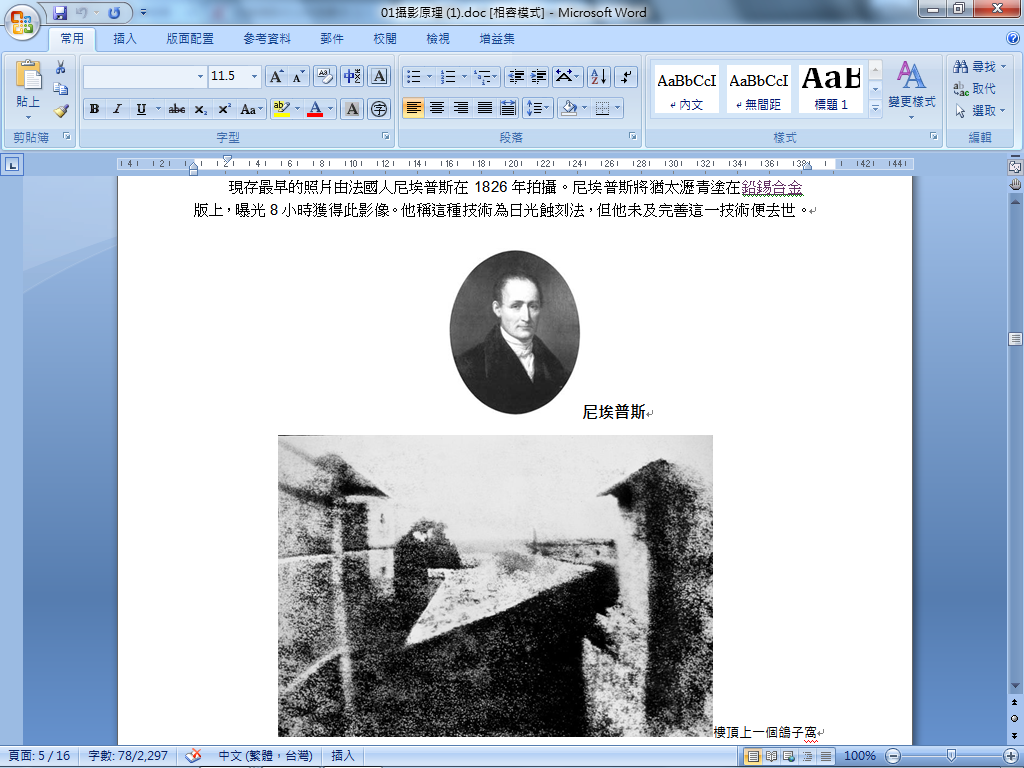 01攝影原理 (1).doc [相容模式] - Microsoft Word
常用 插入 版面配置 參考資料 郵件 校閱 檢視 增益集
貼上
剪貼簿
11.5
字型
段落
AaBbCcI AaBbCcI AaB
內文 無間距 標題 1
樣式
變更樣式
尋找
取代
選取
編輯
現存最早的照片由法國人尼埃普斯在 1826 年拍攝。尼埃普斯將猶太瀝青塗在鉛錫合金
版上，曝光 8 小時獲得此影像。他稱這種技術為日光蝕刻法，但他未及完善這一技術便去世。
尼埃普斯
樓頂上一個鴿子窩
頁面: 5 / 16 字數: 78/2,297 中文 (繁體，台灣) 插入 100%